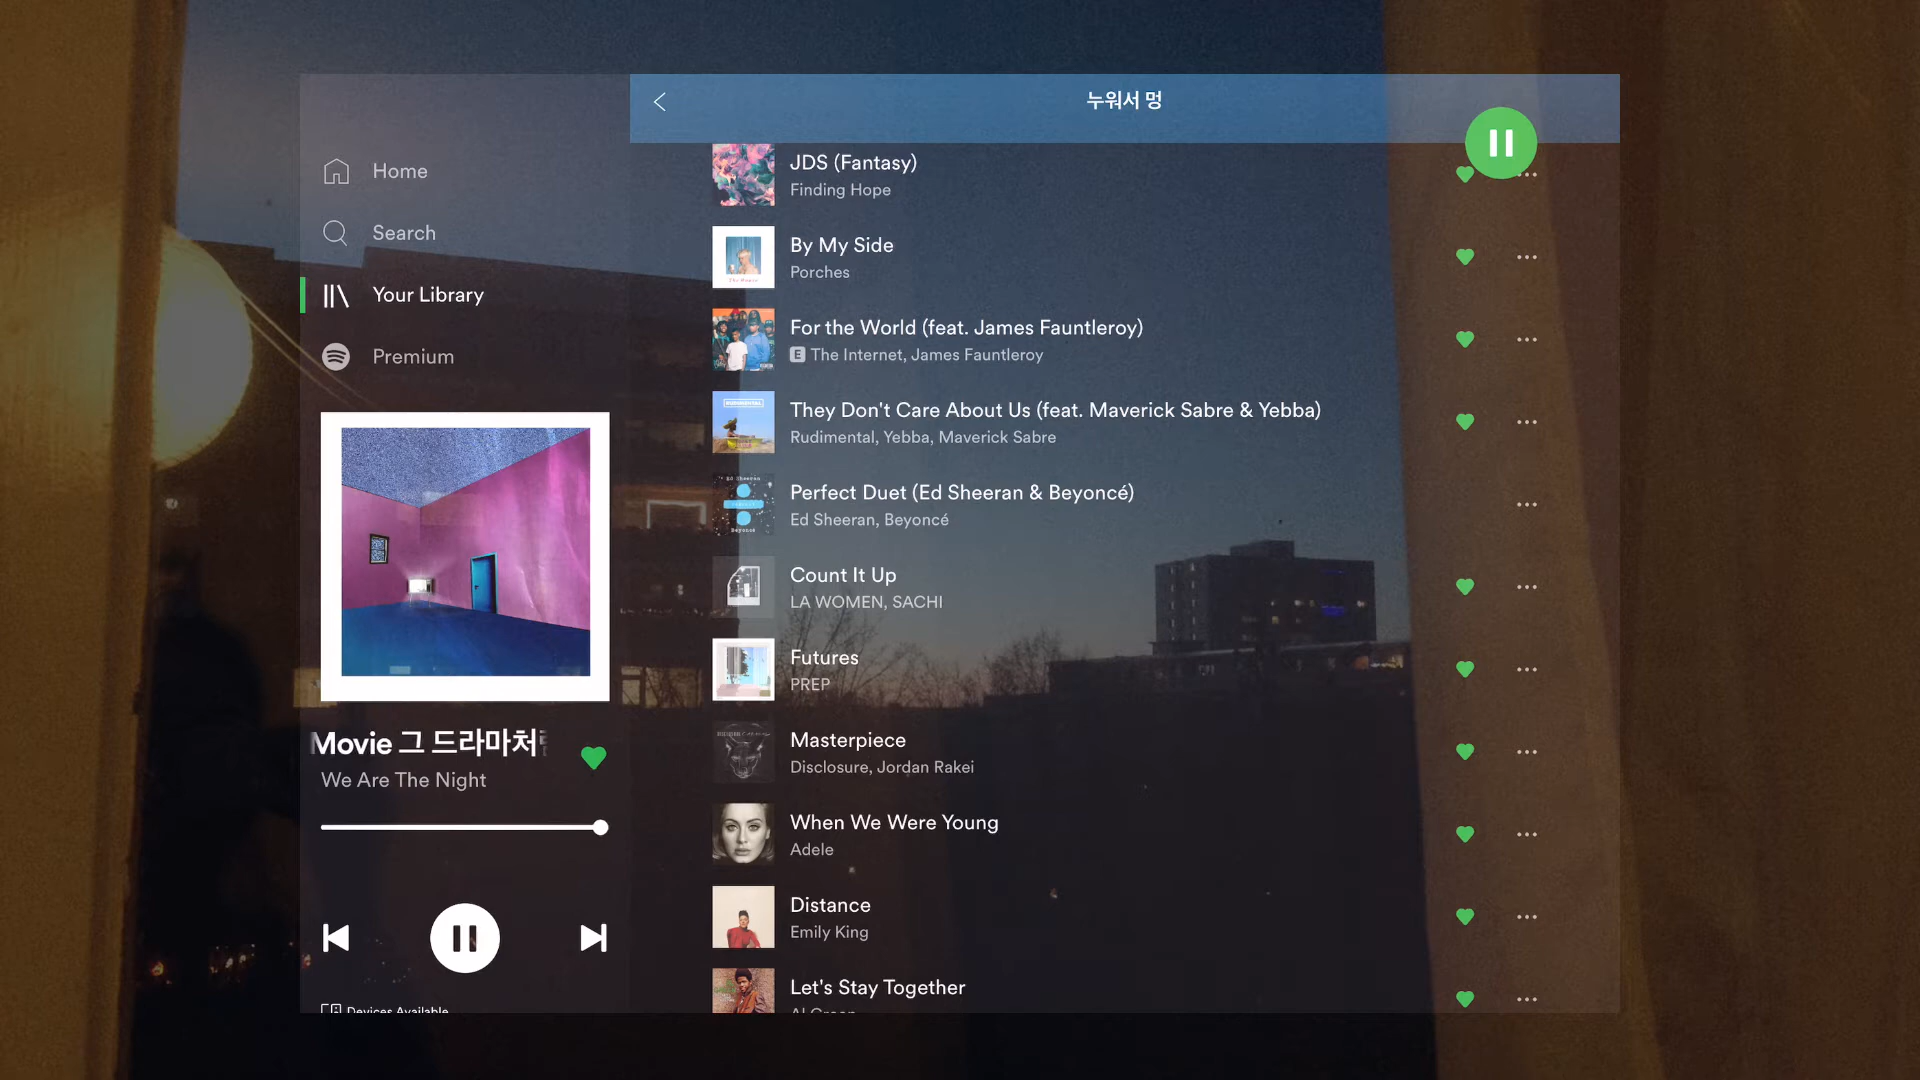 누워서 멍
Home
Search
Your Library
Premium
Movie 그 드라마처
We Are The Night
Devices Available
JDS (Fantasy)
Finding Hope
By My Side
Porches
For the World (feat. James Fauntleroy)
E The Internet, James Fauntleroy
They Don't Care About Us (feat. Maverick Sabre & Yebba)
Rudimental, Yebba, Maverick Sabre
Perfect Duet (Ed Sheeran & Beyoncé)
Ed Sheeran, Beyoncé
Count It Up
LA WOMEN, SACHI
Futures
PREP
Masterpiece
Disclosure, Jordan Rakei
When We Were Young
Adele
Distance
Emily King
Let's Stay Together
Al Green